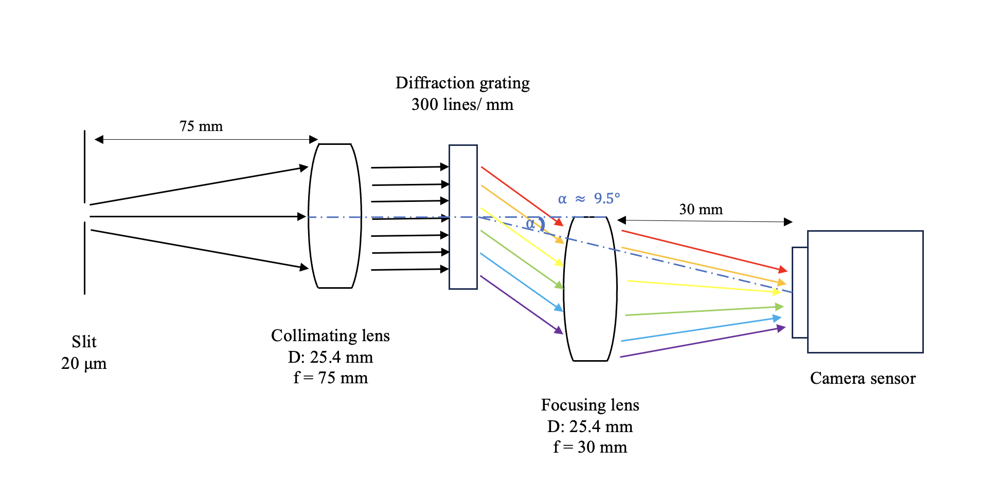 Diffraction grating
300 lines/ mm
75 mm
α ≈ 9.5°
30 mm
α
Slit
20 μm
Collimating lens
D: 25.4 mm
f = 75 mm
Focusing lens
D: 25.4 mm
f = 30 mm
Camera sensor